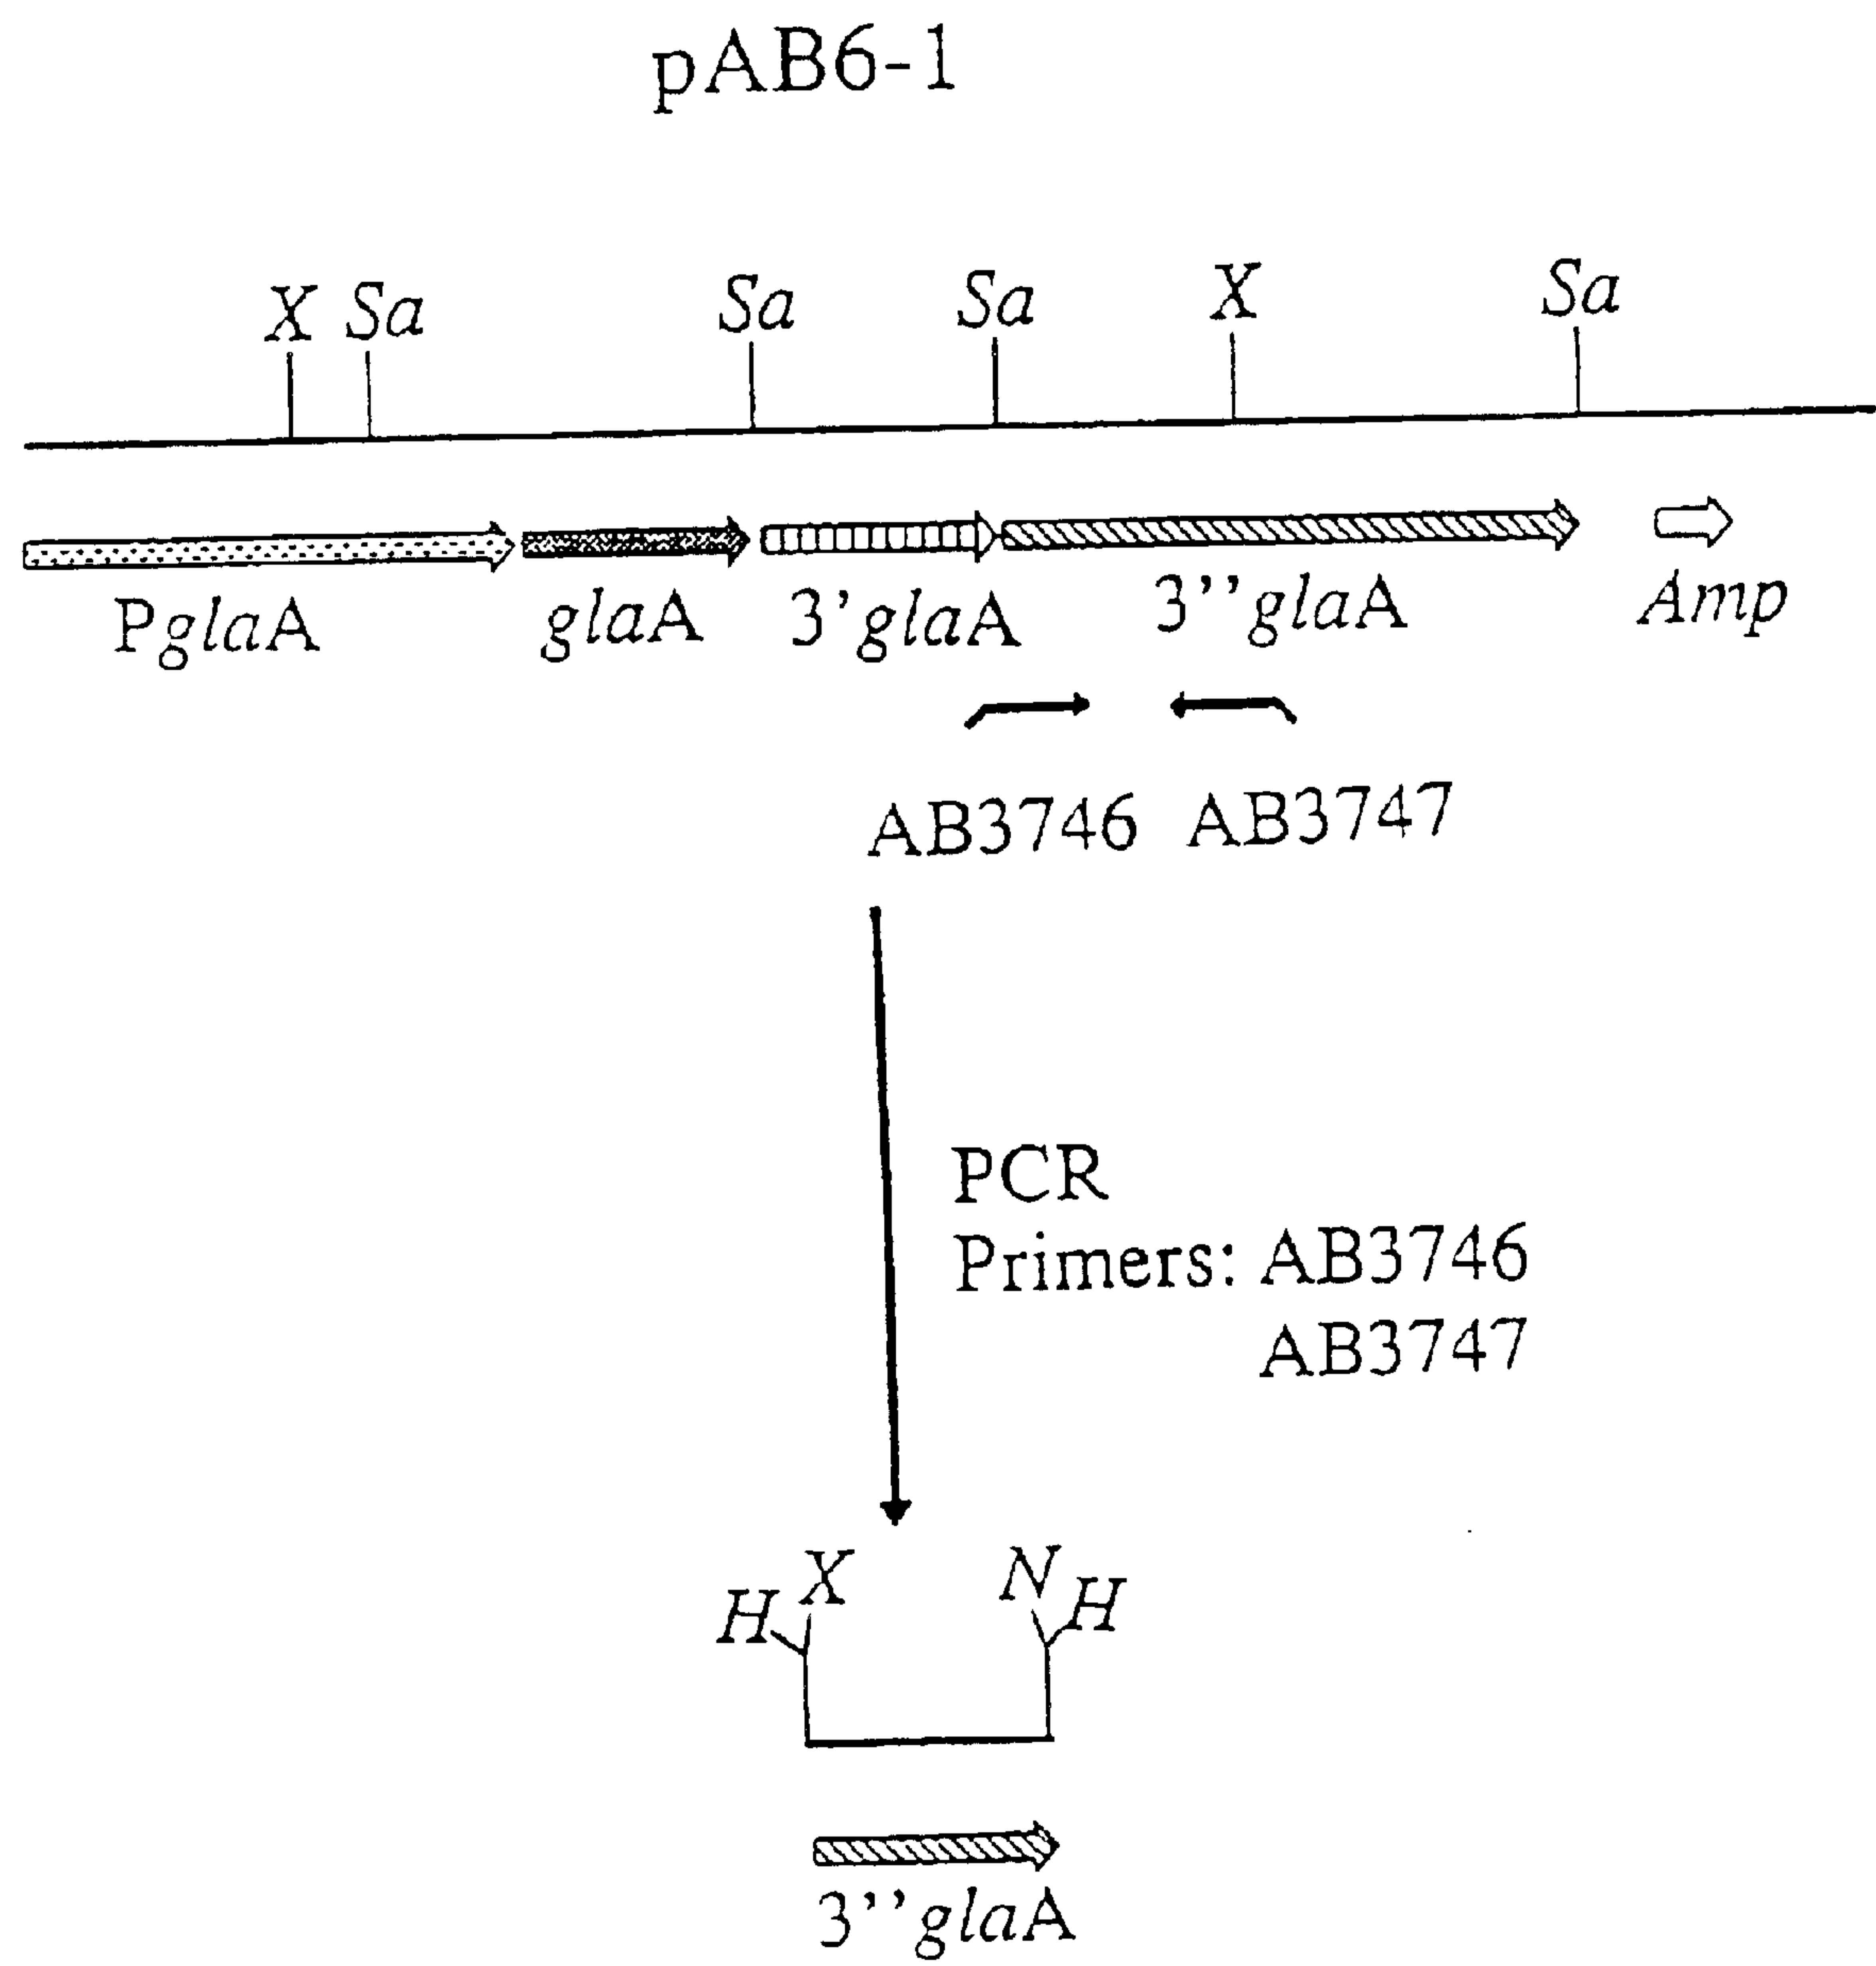 pAB6-1
X Sa Sa Sa X Sa
PglaA glaA 3'glaA 3''glaA Amp
AB3746 AB3747
PCR
Primers: AB3746
AB3747
H X N H
3''glaA